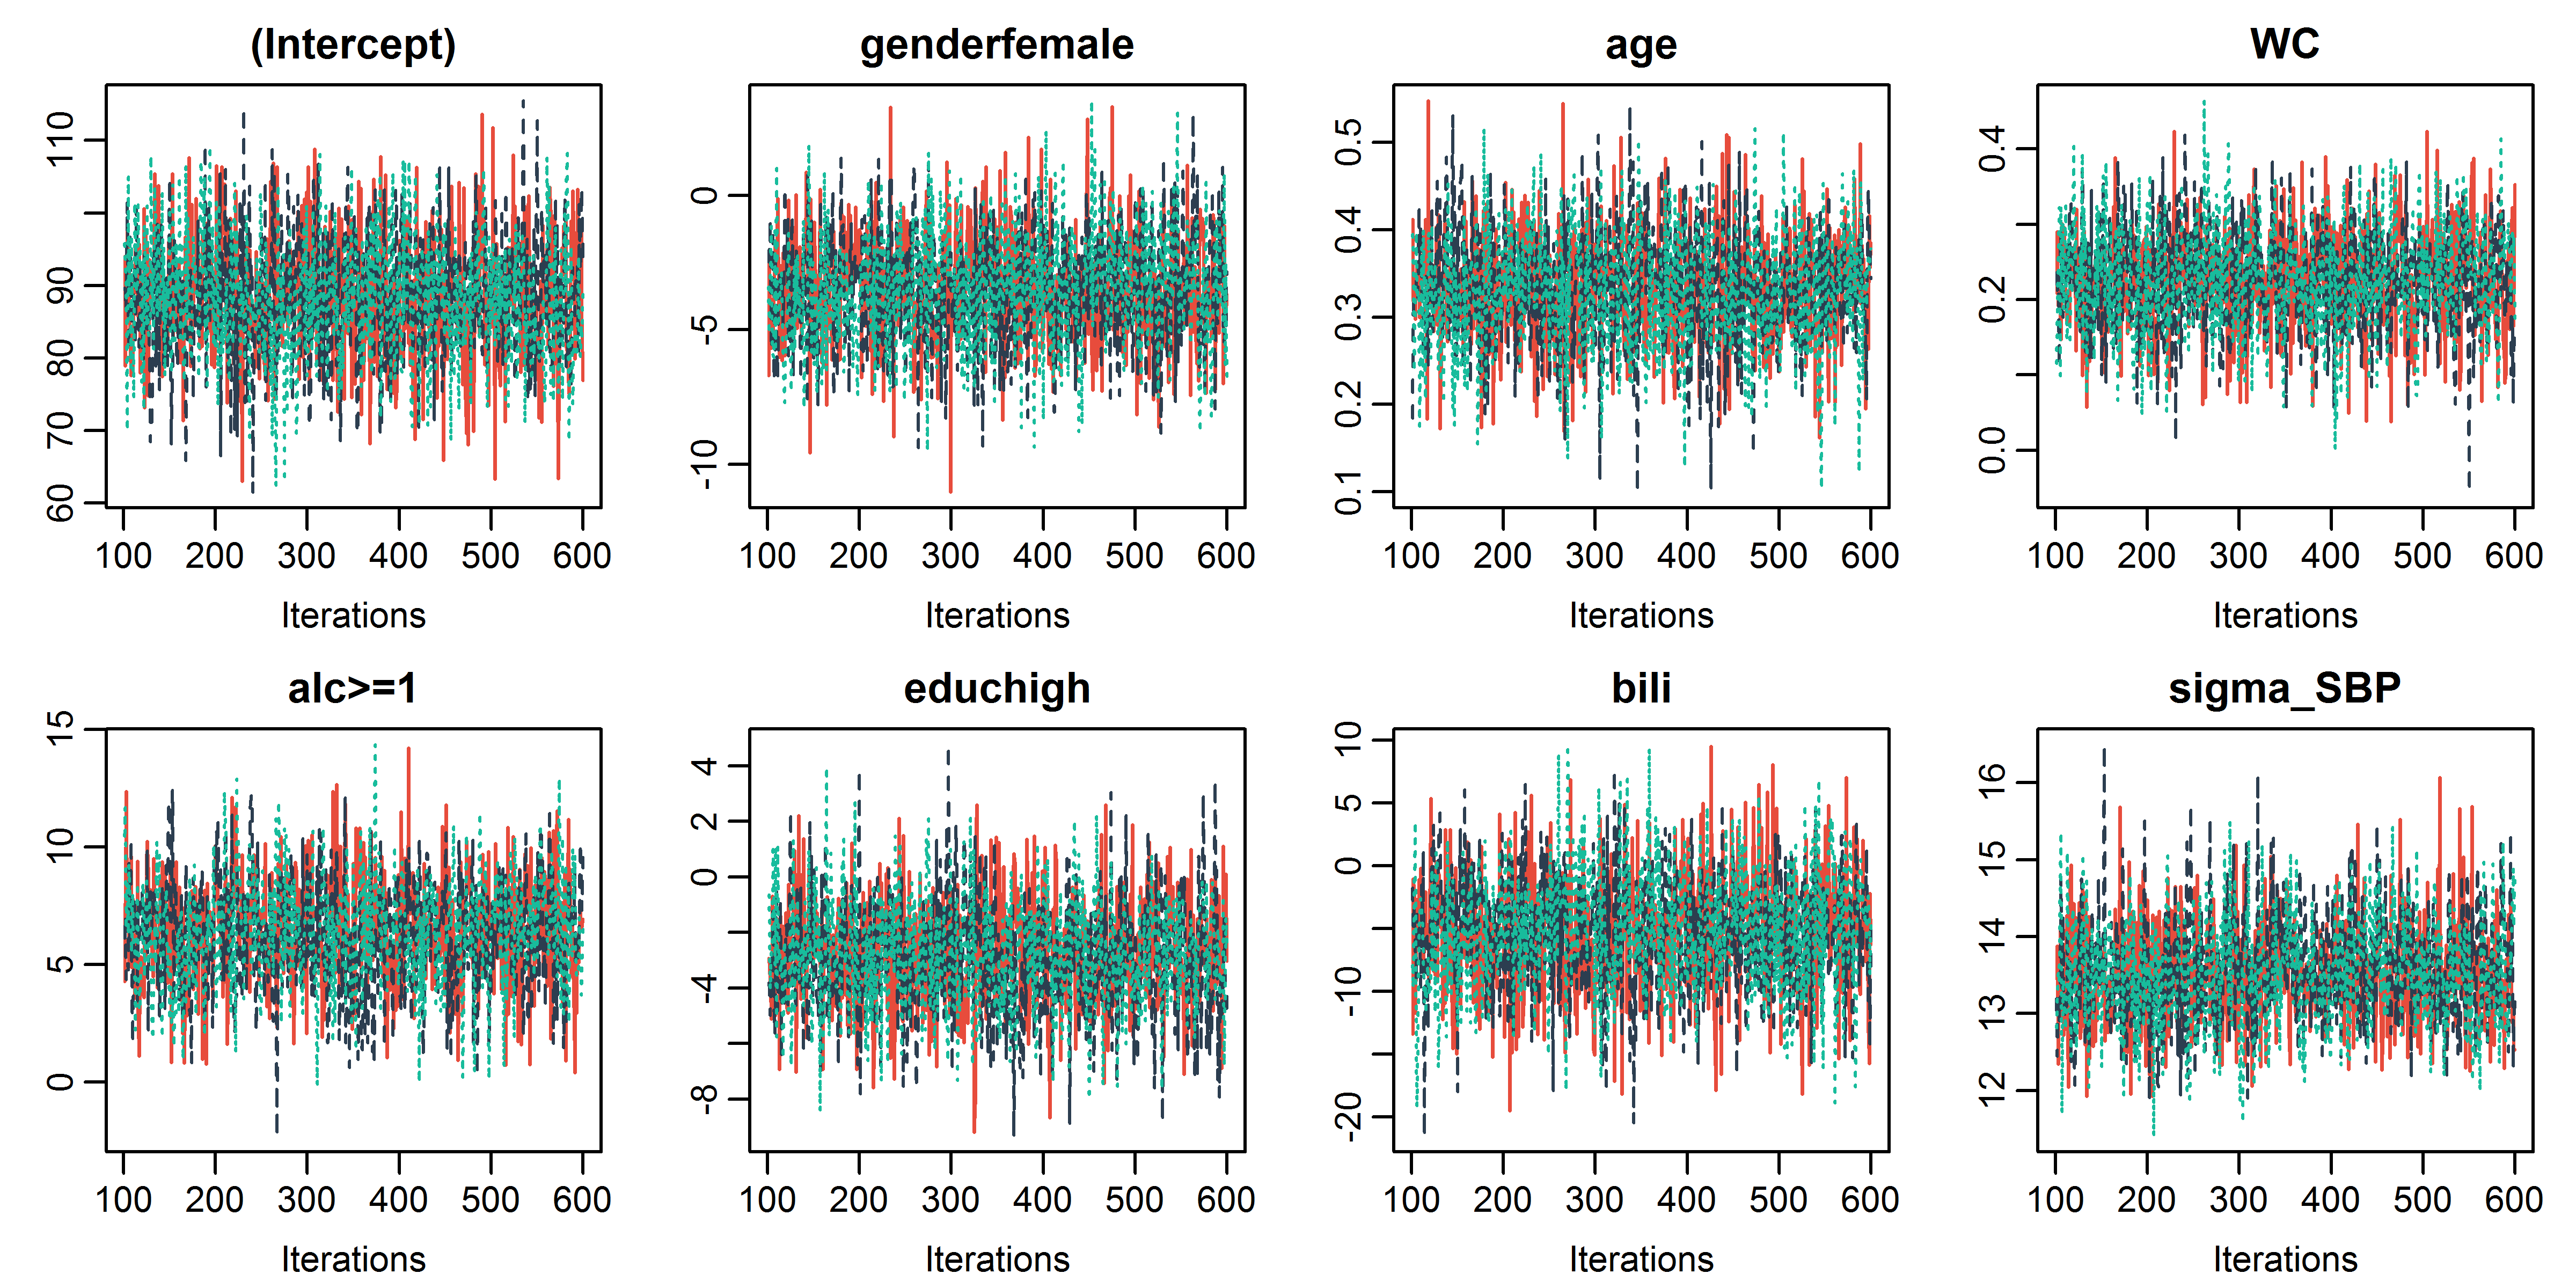 (Intercept) genderfemale age WC
110 90 80 70 60
0 -5 -10
0.5 0.4 0.3 0.2 0.1
0.4 0.2 0.0
100 200 300 400 500 600 100 200 300 400 500 600 100 200 300 400 500 600 100 200 300 400 500 600
Iterations Iterations Iterations Iterations
alc>=1 educhigh bili sigma_SBP
15 10 5 0
4 2 0 -4 -8
10 5 0 -10 -20
16 15 14 13 12
100 200 300 400 500 600 100 200 300 400 500 600 100 200 300 400 500 600 100 200 300 400 500 600
Iterations Iterations Iterations Iterations